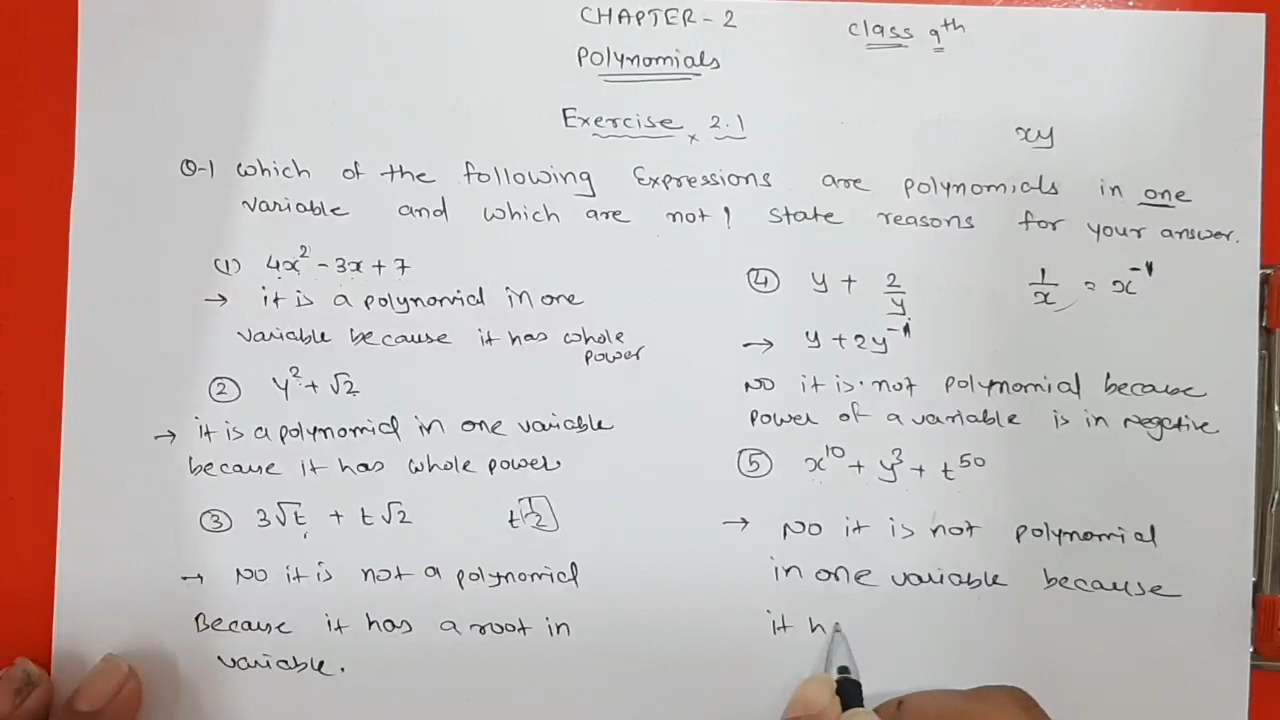 CHAPTER-2
Class 9th
Polynomials
Exercise 2.1
xy
Q-1 Which of the following Expressions are polynomials in one
variable and which are not? State reasons for your answer.
(1) 4x² - 3x + 7
→ it is a polynomial in one
variable because it has whole
power
② y² + √2
→ it is a polynomial in one variable
because it has whole power
③ 3√t + t√2 t^1/2
→ NO it is not a polynomial
Because it has a root in
variable.
④ y + 2/y 1/x = x⁻¹
→ y + 2y⁻¹
NO it is not polynomial because
power of a variable is in negative
⑤ x¹⁰ + y³ + t⁵⁰
→ NO it is not polynomial
in one variable because
it ha